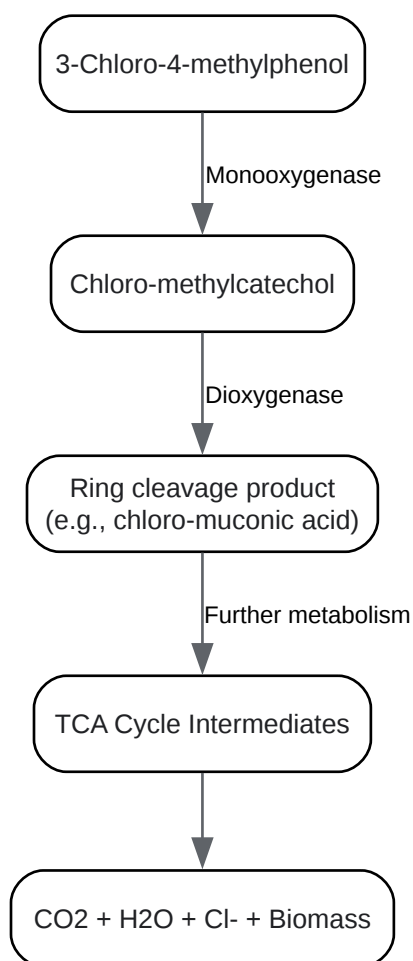 3-Chloro-4-methylphenol
Monooxygenase
Chloro-methylcatechol
Dioxygenase
Ring cleavage product
(e.g., chloro-muconic acid)
Further metabolism
TCA Cycle Intermediates
CO2 + H2O + Cl- + Biomass